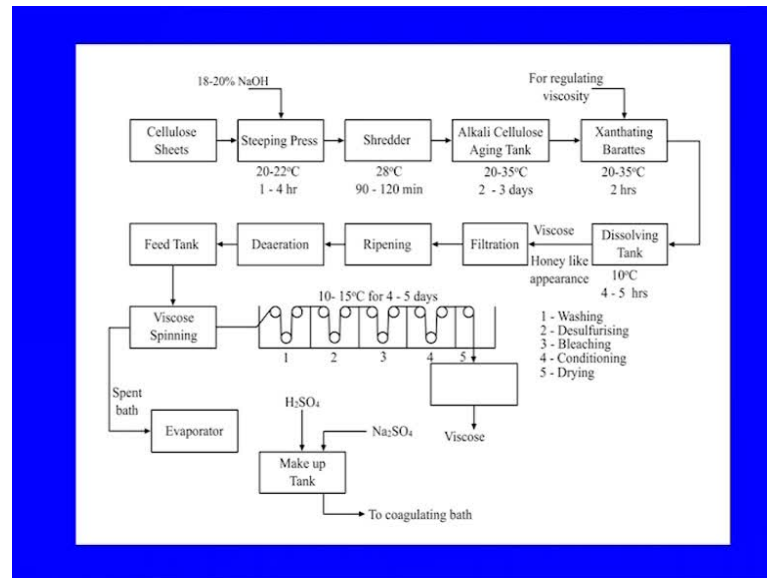 18-20% NaOH
For regulating
viscosity
Cellulose
Sheets
Steeping Press
Shredder
Alkali Cellulose
Aging Tank
Xanthating
Barattes
20-22°C
1 - 4 hr
28°C
90 - 120 min
20-35°C
2 - 3 days
20-35°C
2 hrs
Feed Tank
Deaeration
Ripening
Filtration
Viscose
Honey like
appearance
Dissolving
Tank
10°C
4 - 5 hrs
Viscose
Spinning
10- 15°C for 4 - 5 days
1
2
3
4
5
1 - Washing
2 - Desulfurising
3 - Bleaching
4 - Conditioning
5 - Drying
Spent
bath
Evaporator
H₂SO₄
Na₂SO₄
Viscose
Make up
Tank
To coagulating bath